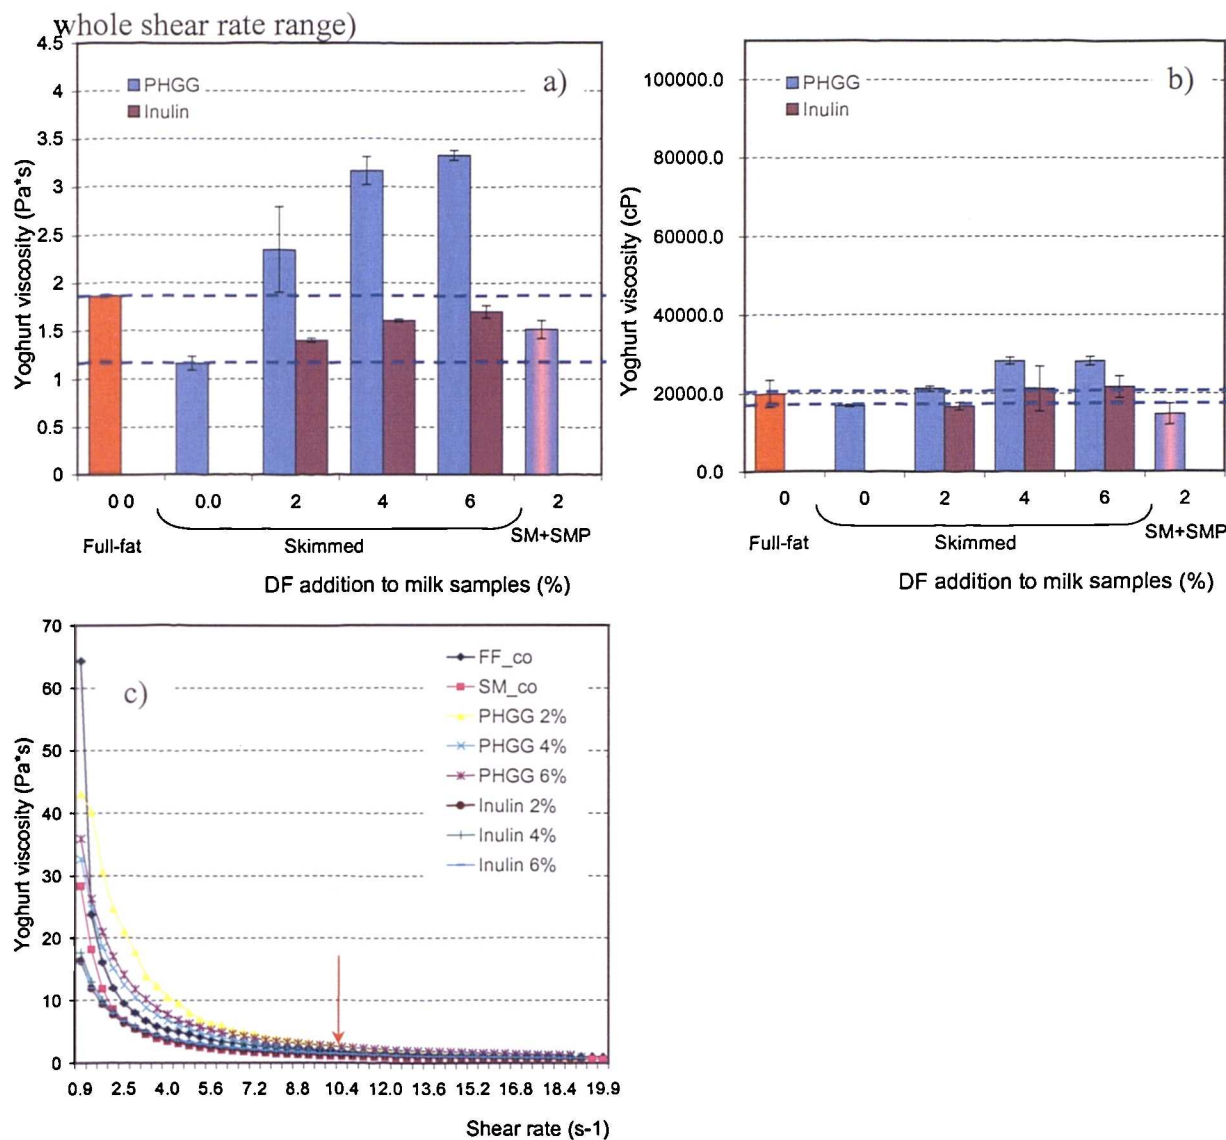 whole shear rate range)
4.5
4
3.5
3
2.5
2
1.5
1
0.5
0
Yoghurt viscosity (Pa*s)
PHGG
Inulin
a)
0 0
0.0
2
4
6
2
Full-fat
Skimmed
SM+SMP
DF addition to milk samples (%)
100000.0
80000.0
60000.0
40000.0
20000.0
0.0
Yoghurt viscosity (cP)
PHGG
Inulin
b)
0
0
2
4
6
2
Full-fat
Skimmed
SM+SMP
DF addition to milk samples (%)
70
60
50
40
30
20
10
0
Yoghurt viscosity (Pa*s)
c)
FF_co
SM_co
PHGG 2%
PHGG 4%
PHGG 6%
Inulin 2%
Inulin 4%
Inulin 6%
0.9 2.5 4.0 5.6 7.2 8.8 10.4 12.0 13.6 15.2 16.8 18.4 19.9
Shear rate (s-1)